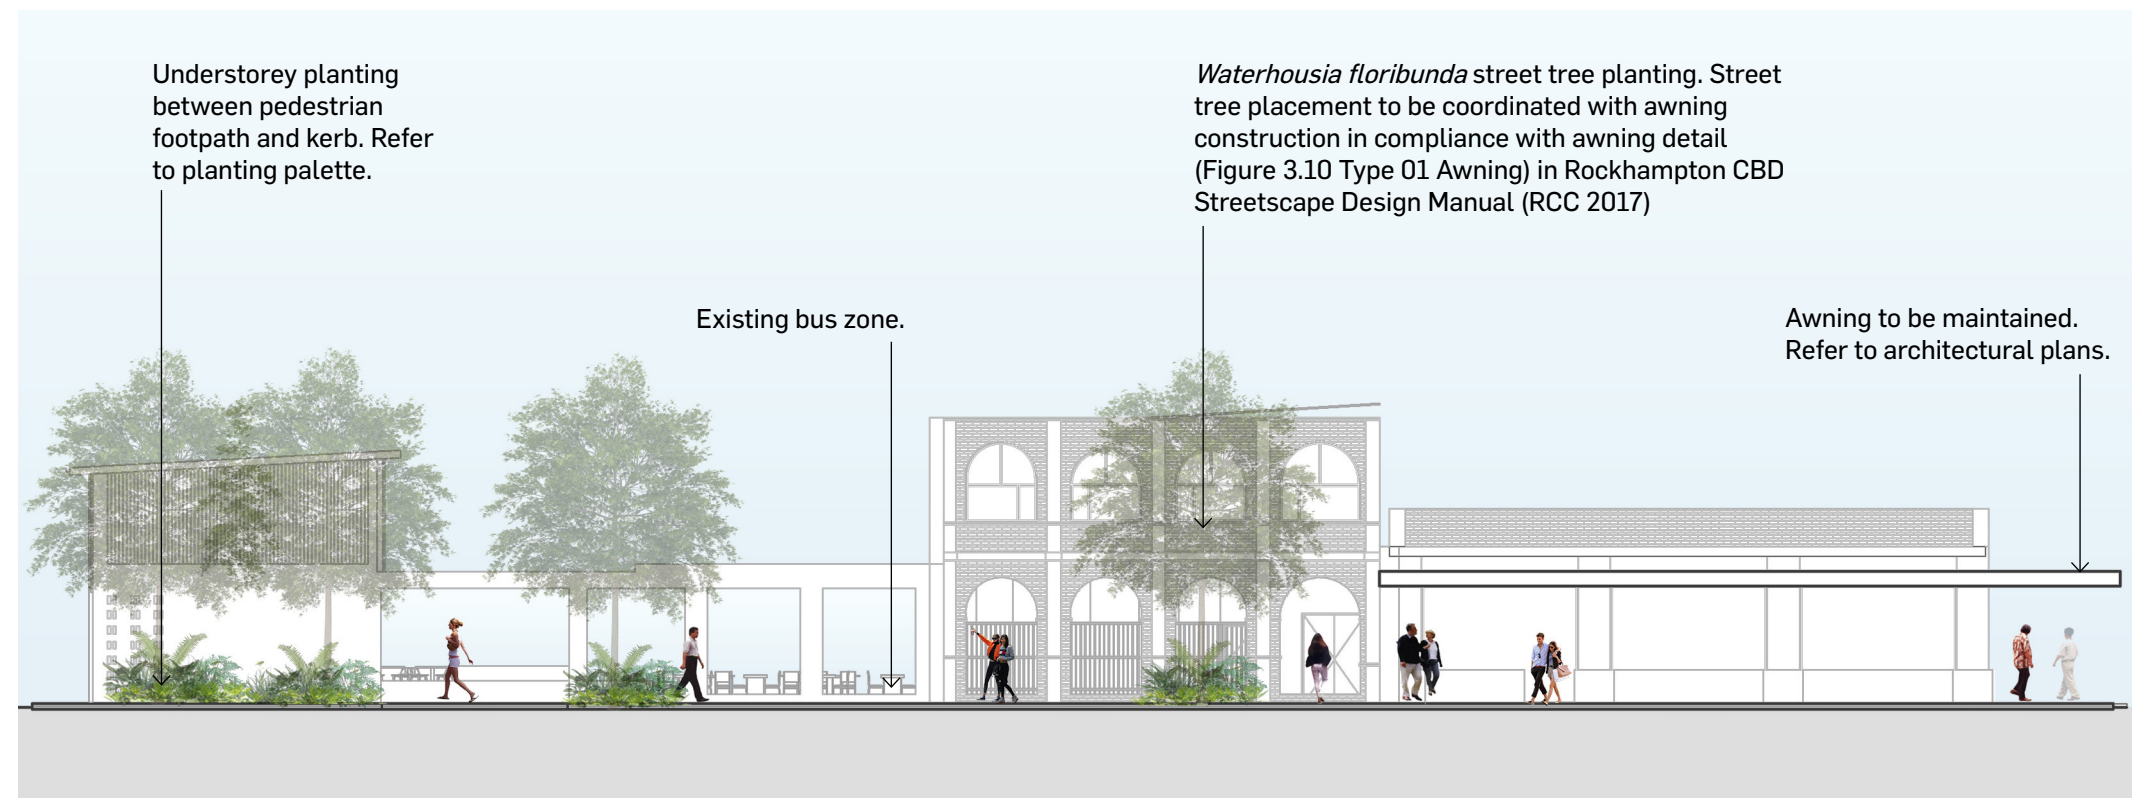 Understorey planting
between pedestrian
footpath and kerb. Refer
to planting palette.
Waterhousia floribunda street tree planting. Street
tree placement to be coordinated with awning
construction in compliance with awning detail
(Figure 3.10 Type 01 Awning) in Rockhampton CBD
Streetscape Design Manual (RCC 2017)
Existing bus zone.
Awning to be maintained.
Refer to architectural plans.